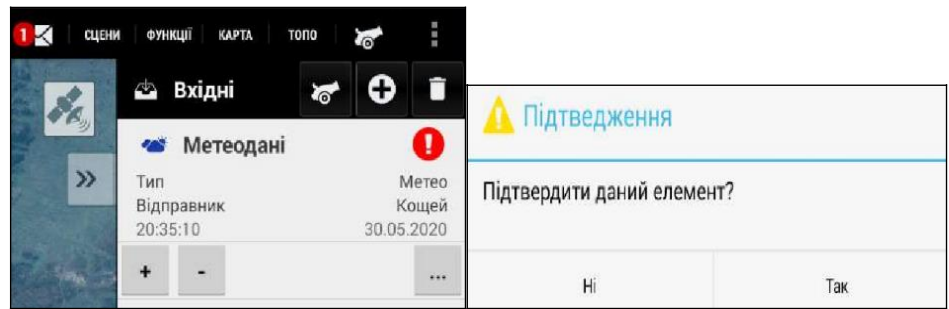 1 СЦЕНИ ФУНКЦІЇ КАРТА ТОПО
Вхідні
Метеодані
Тип Метео
Відправник Кощей
20:35:10 30.05.2020
+ - ...
Підтведження
Підтвердити даний елемент?
Ні Так